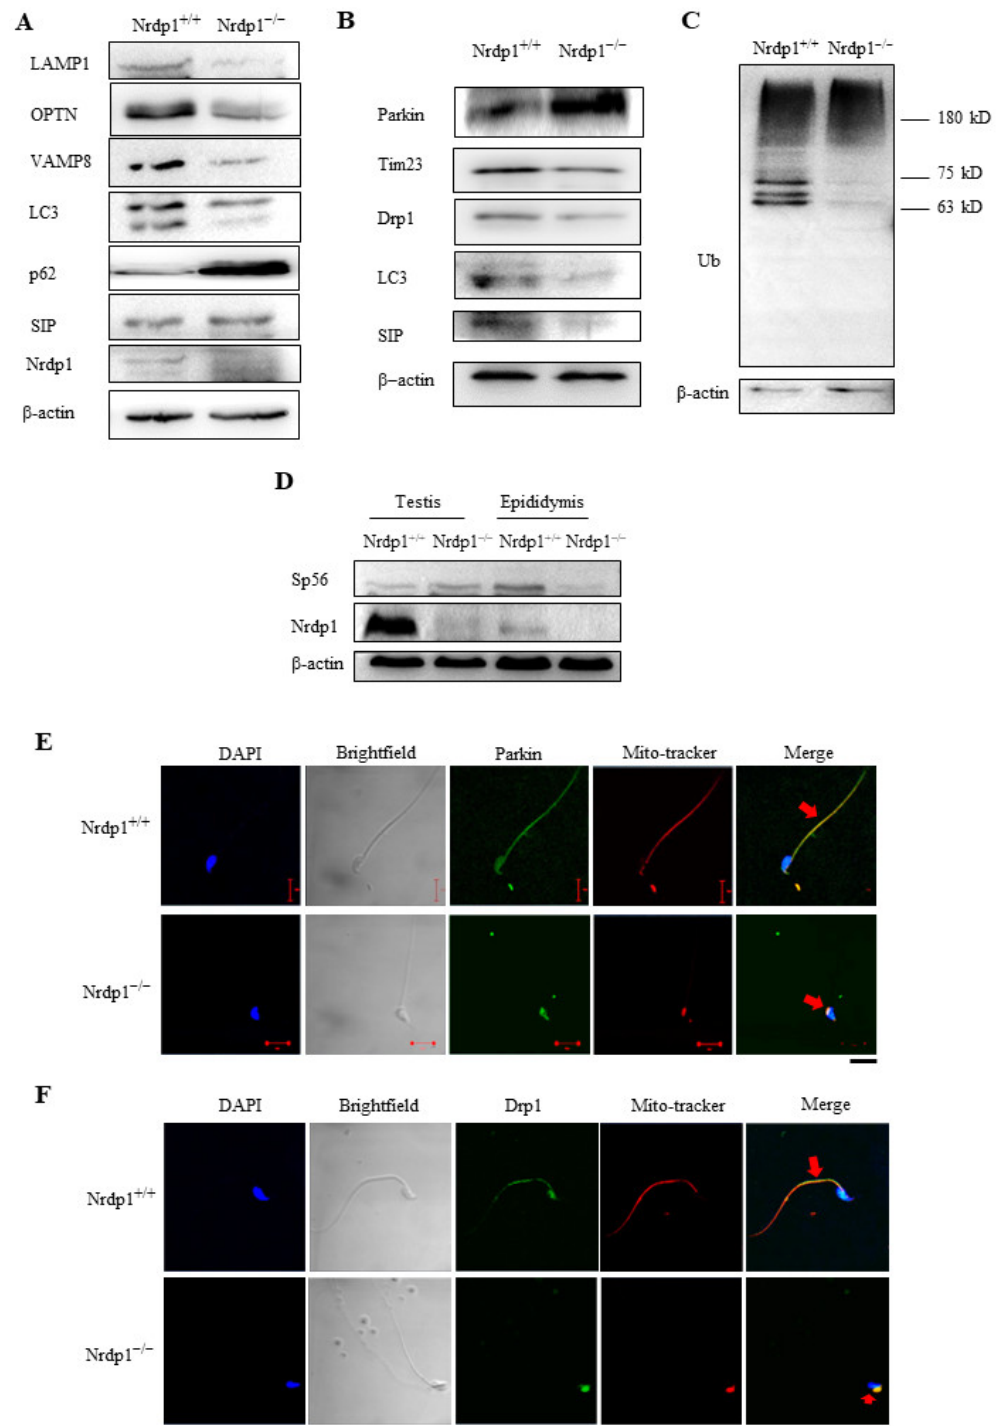 A
Nrdp1+/+ Nrdp1−/−
LAMP1
OPTN
VAMP8
LC3
p62
SIP
Nrdp1
β-actin
B
Nrdp1+/+ Nrdp1−/−
Parkin
Tim23
Drp1
LC3
SIP
β−actin
C
Nrdp1+/+ Nrdp1−/−
180 kD
75 kD
63 kD
Ub
β-actin
D
Testis Epididymis
Nrdp1+/+ Nrdp1−/− Nrdp1+/+ Nrdp1−/−
Sp56
Nrdp1
β-actin
E
DAPI Brightfield Parkin Mito-tracker Merge
Nrdp1+/+
Nrdp1−/−
F
DAPI Brightfield Drp1 Mito-tracker Merge
Nrdp1+/+
Nrdp1−/−